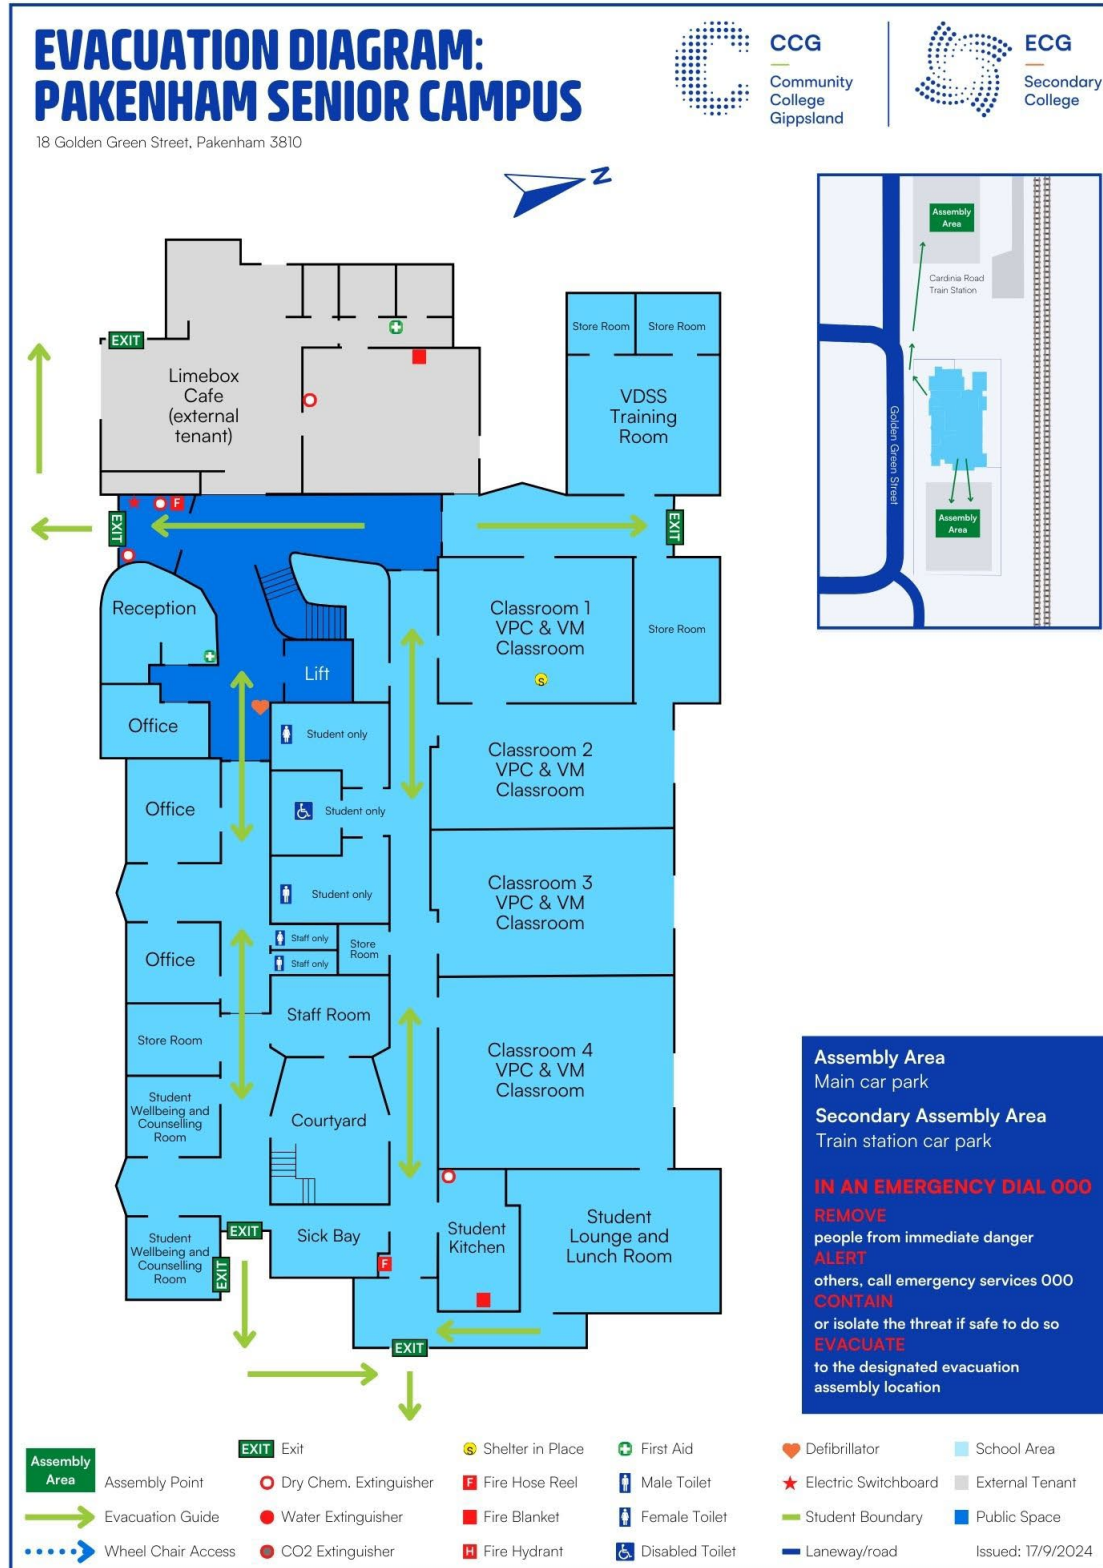 EVACUATION DIAGRAM:
PAKENHAM SENIOR CAMPUS
18 Golden Green Street, Pakenham 3810
CCG
Community
College
Gippsland
ECG
Secondary
College
N
Assembly
Area
Cardinia Road
Train Station
Golden Green Street
Assembly
Area
EXIT
Limebox
Cafe
(external
tenant)
Store Room
Store Room
VDSS
Training
Room
F
EXIT
EXIT
Reception
Classroom 1
VPC & VM
Classroom
S
Store Room
Lift
Office
Student only
Classroom 2
VPC & VM
Classroom
Office
Student only
Student only
Classroom 3
VPC & VM
Classroom
Office
Staff only
Staff only
Store
Room
Store Room
Staff Room
Classroom 4
VPC & VM
Classroom
Student
Wellbeing and
Counselling
Room
Courtyard
Student
Wellbeing and
Counselling
Room
EXIT
EXIT
Sick Bay
F
Student
Kitchen
Student
Lounge and
Lunch Room
EXIT
Assembly Area
Main car park
Secondary Assembly Area
Train station car park
IN AN EMERGENCY DIAL 000
REMOVE
people from immediate danger
ALERT
others, call emergency services 000
CONTAIN
or isolate the threat if safe to do so
EVACUATE
to the designated evacuation
assembly location
Assembly
Area
Assembly Point
Evacuation Guide
Wheel Chair Access
EXIT Exit
Dry Chem. Extinguisher
Water Extinguisher
CO2 Extinguisher
S Shelter in Place
F Fire Hose Reel
Fire Blanket
H Fire Hydrant
First Aid
Male Toilet
Female Toilet
Disabled Toilet
Defibrillator
Electric Switchboard
Student Boundary
Laneway/road
School Area
External Tenant
Public Space
Issued: 17/9/2024